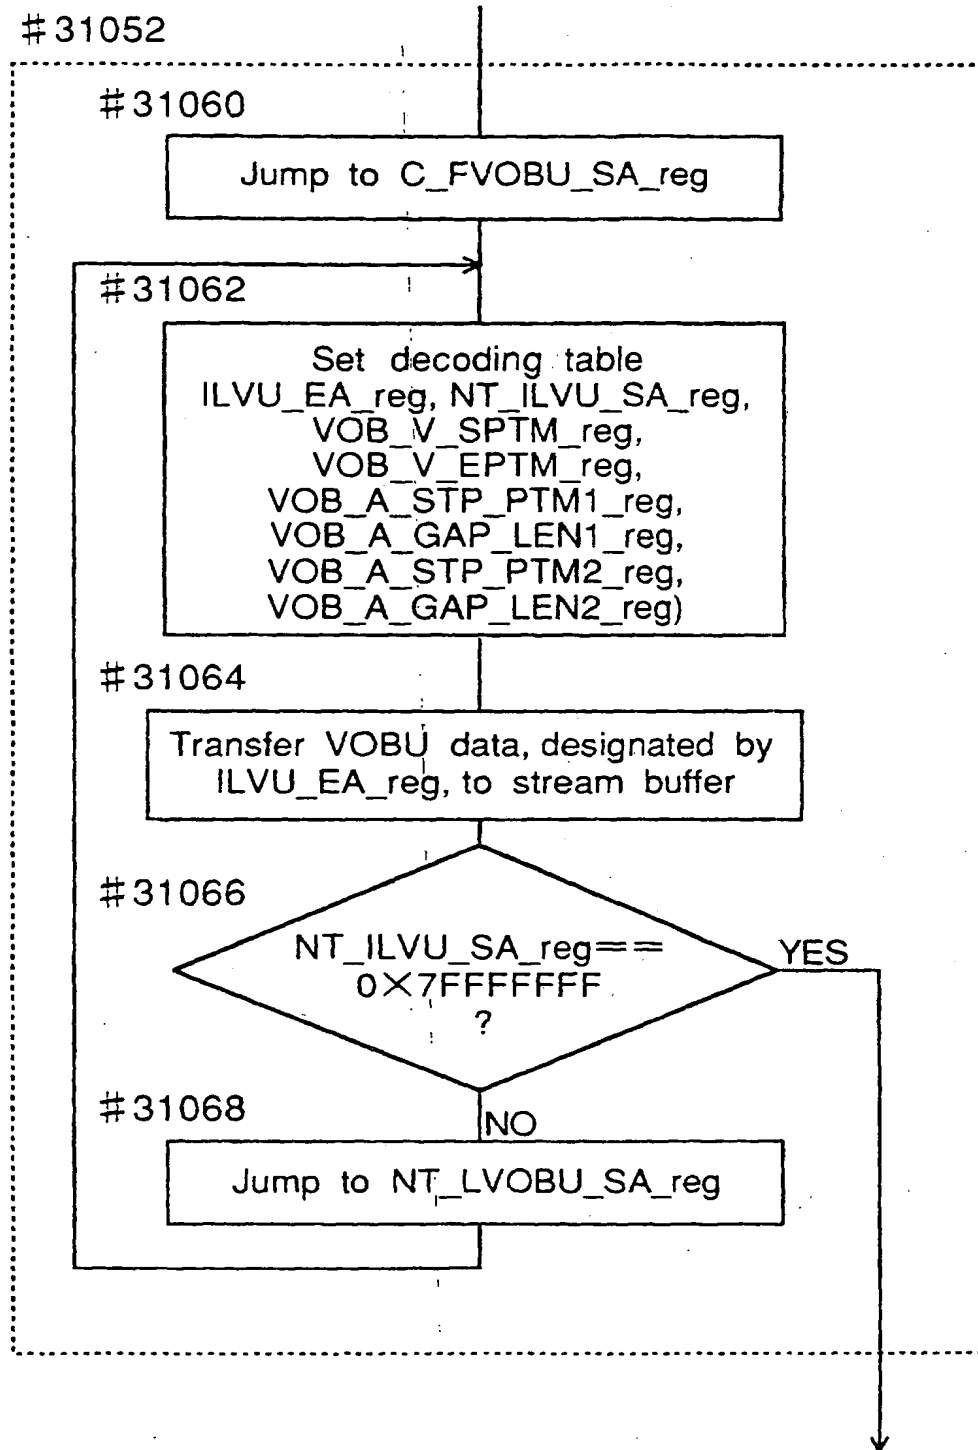 #31052
#31060
Jump to C_FVOBU_SA_reg
#31062
Set decoding table
ILVU_EA_reg, NT_ILVU_SA_reg,
VOB_V_SPTM_reg,
VOB_V_EPTM_reg,
VOB_A_STP_PTM1_reg,
VOB_A_GAP_LEN1_reg,
VOB_A_STP_PTM2_reg,
VOB_A_GAP_LEN2_reg)
#31064
Transfer VOBU data, designated by
ILVU_EA_reg, to stream buffer
#31066
NT_ILVU_SA_reg==
0×7FFFFFFF
?
YES
#31068
NO
Jump to NT_LVOBU_SA_reg